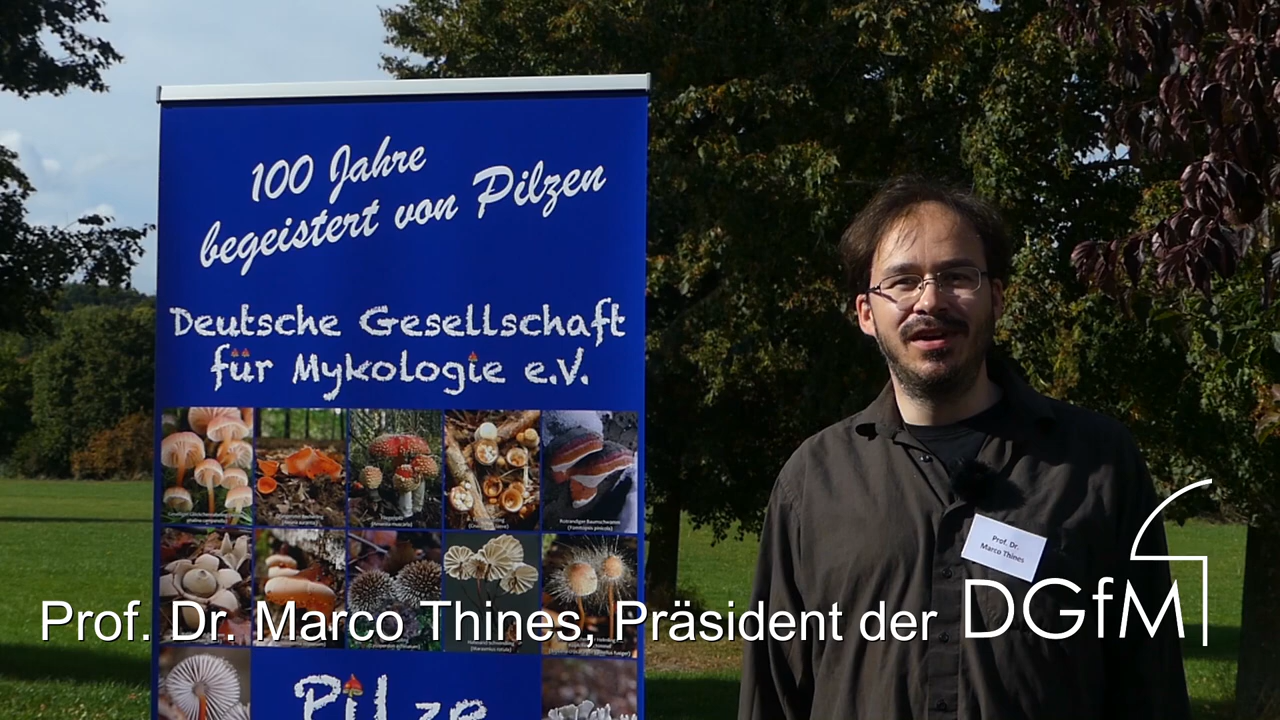 100 Jahre
begeistert von Pilzen
Deutsche Gesellschaft
für Mykologie e.V.
Prof. Dr.
Marco Thines
Prof. Dr. Marco Thines, Präsident der DGfM
Pilze